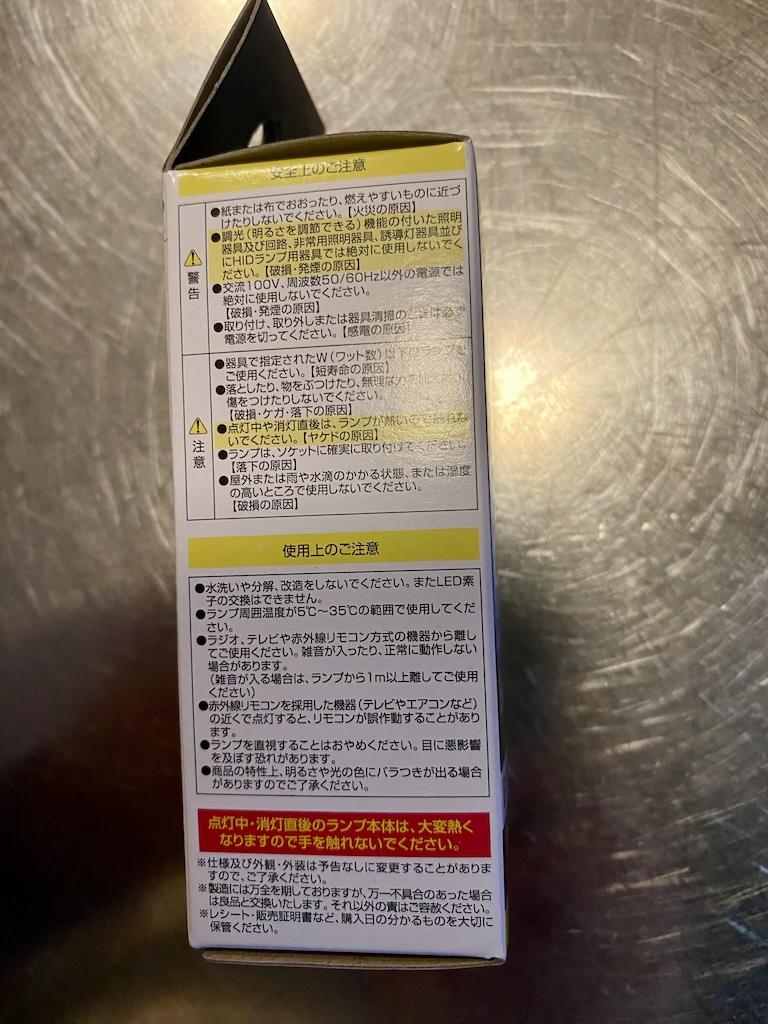 安全上のご注意
警告
●紙または布でおおったり、燃えやすいものに近づ
けたりしないでください。【火災の原因】
●調光(明るさを調節できる)機能の付いた照明
器具及び回路、非常用照明器具、誘導灯器具並び
にHIDランプ用器具では絶対に使用しないでく
ださい。【破損・発煙の原因】
●交流100V、周波数50/60Hz以外の電源では
絶対に使用しないでください。
【破損・発煙の原因】
●取り付け、取り外しまたは器具清掃のときは必ず
電源を切ってください。【感電の原因】
注意
●器具で指定されたW(ワット数)以下のランプを
ご使用ください。【短寿命の原因】
●落としたり、物をぶつけたり、無理な力を
傷をつけたりしないでください。
【破損・ケガ・落下の原因】
●点灯中や消灯直後は、ランプが熱いので触れな
いでください。【ヤケドの原因】
●ランプは、ソケットに確実に取り付けてください。
【落下の原因】
●屋外または雨や水滴のかかる状態、または湿度
の高いところで使用しないでください。
【破損の原因】
使用上のご注意
●水洗いや分解、改造をしないでください。またLED素
子の交換はできません。
●ランプ周囲温度が5℃〜35℃の範囲で使用してくだ
さい。
●ラジオ、テレビや赤外線リモコン方式の機器から離し
てご使用ください。雑音が入ったり、正常に動作しない
場合があります。
(雑音が入る場合は、ランプから1m以上離してご使用
ください)
●赤外線リモコンを採用した機器(テレビやエアコンなど)
の近くで点灯すると、リモコンが誤作動することがあり
ます。
●ランプを直視することはおやめください。目に悪影響
を及ぼす恐れがあります。
●商品の特性上、明るさや光の色にバラつきが出る場合
がありますのでご了承ください。
点灯中・消灯直後のランプ本体は、大変熱く
なりますので手を触れないでください。
※仕様及び外観・外装は予告なしに変更することがありま
すので、ご了承ください。
※製造には万全を期しておりますが、万一不具合のあった場合
は良品と交換いたします。それ以外の責はご容赦ください。
※レシート・販売証明書など、購入日の分かるものを大切に
保管ください。